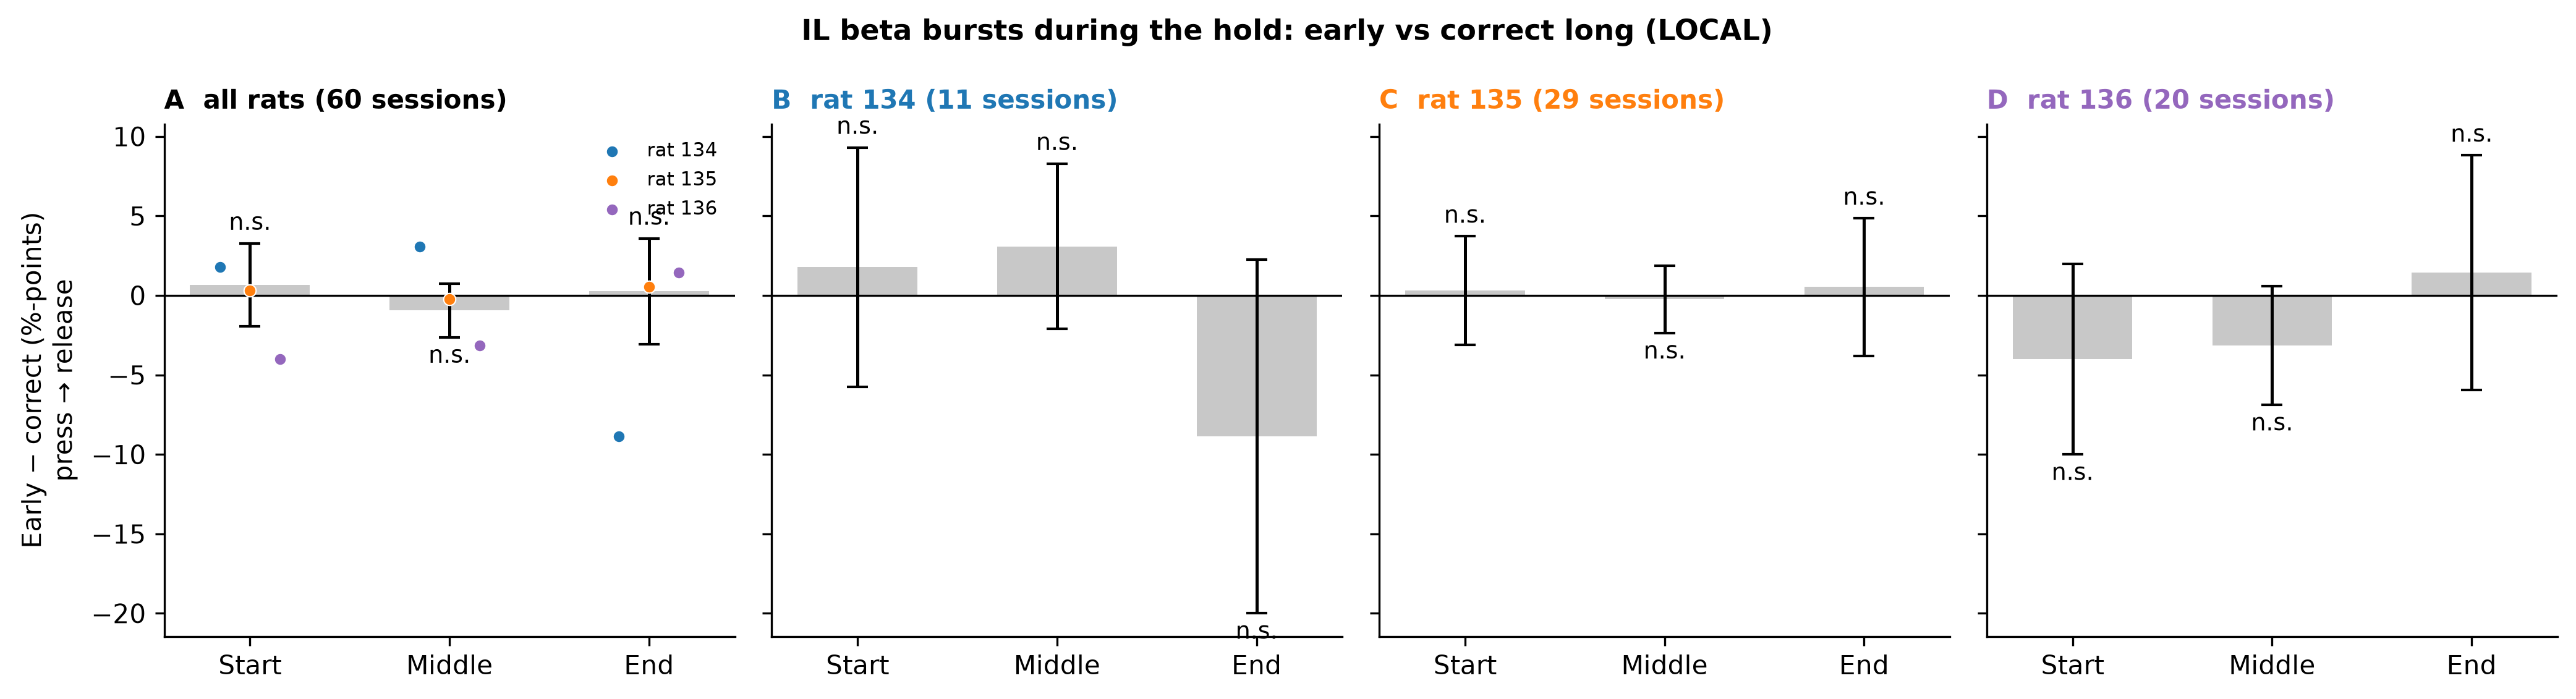 IL beta bursts during the hold: early vs correct long (LOCAL)
A all rats (60 sessions)
B rat 134 (11 sessions)
C rat 135 (29 sessions)
D rat 136 (20 sessions)
Early − correct (%-points)
press → release
10
5
0
−5
−10
−15
−20
rat 134
rat 135
rat 136
n.s.
n.s.
n.s.
Start
Middle
End
n.s.
n.s.
n.s.
Start
Middle
End
n.s.
n.s.
n.s.
Start
Middle
End
n.s.
n.s.
n.s.
Start
Middle
End